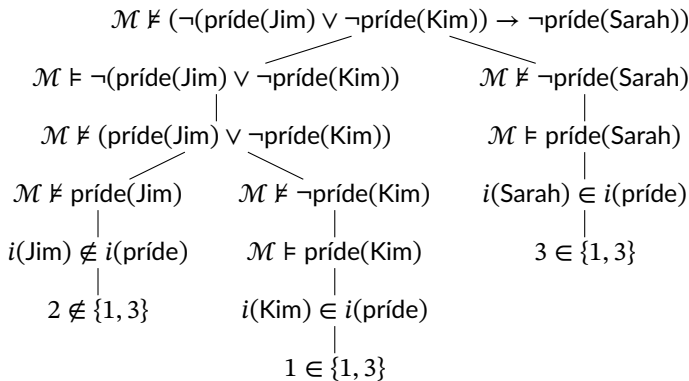 ℳ ⊭ (¬(príde(Jim) ∨ ¬príde(Kim)) → ¬príde(Sarah))
ℳ ⊨ ¬(príde(Jim) ∨ ¬príde(Kim))
ℳ ⊭ ¬príde(Sarah)
ℳ ⊭ (príde(Jim) ∨ ¬príde(Kim))
ℳ ⊨ príde(Sarah)
ℳ ⊭ príde(Jim)
ℳ ⊭ ¬príde(Kim)
i(Sarah) ∈ i(príde)
i(Jim) ∉ i(príde)
ℳ ⊨ príde(Kim)
3 ∈ {1, 3}
2 ∉ {1, 3}
i(Kim) ∈ i(príde)
1 ∈ {1, 3}